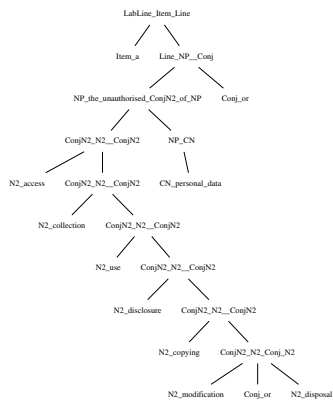 LabLine_Item_Line
Item_a Line_NP__Conj
NP_the_unauthorised_ConjN2_of_NP Conj_or
ConjN2_N2__ConjN2 NP_CN
N2_access ConjN2_N2__ConjN2 CN_personal_data
N2_collection ConjN2_N2__ConjN2
N2_use ConjN2_N2__ConjN2
N2_disclosure ConjN2_N2__ConjN2
N2_copying ConjN2_N2_Conj_N2
N2_modification Conj_or N2_disposal